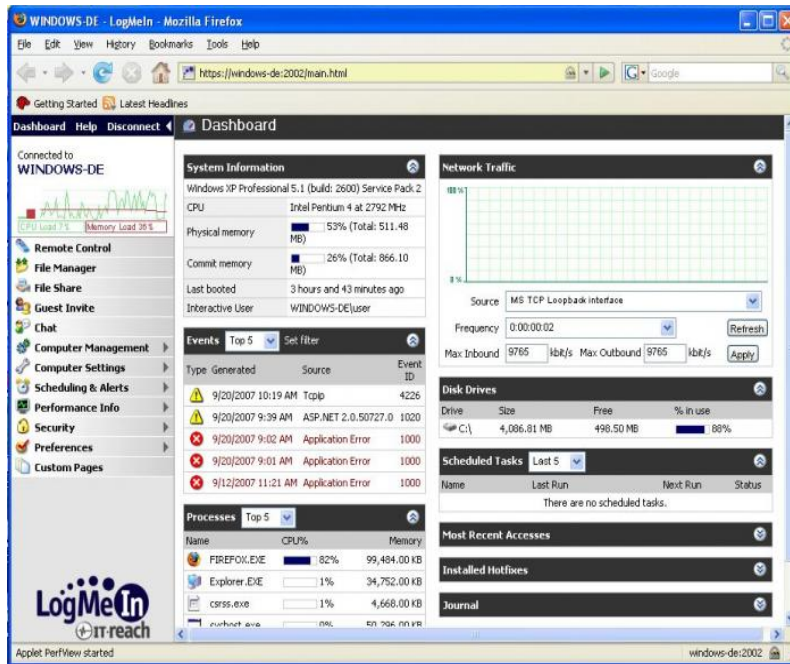 WINDOWS-DE - LogMeIn - Mozilla Firefox
File Edit View History Bookmarks Tools Help
https://windows-de:2002/main.html
Google
Getting Started Latest Headlines
Dashboard Help Disconnect
Dashboard
Connected to
WINDOWS-DE
CPU Load 7% Memory Load 36%
Remote Control
File Manager
File Share
Guest Invite
Chat
Computer Management
Computer Settings
Scheduling & Alerts
Performance Info
Security
Preferences
Custom Pages
LogMeIn
IT-reach
System Information
Windows XP Professional 5.1 (build: 2600) Service Pack 2
CPU Intel Pentium 4 at 2792 MHz
Physical memory 53% (Total: 511.48
MB)
Commit memory 26% (Total: 866.10
MB)
Last booted 3 hours and 43 minutes ago
Interactive User WINDOWS-DE\user
Events Top 5 Set filter
Type Generated Source Event
ID
9/20/2007 10:19 AM Tcpip 4226
9/20/2007 9:39 AM ASP.NET 2.0.50727.0 1020
9/20/2007 9:02 AM Application Error 1000
9/20/2007 9:01 AM Application Error 1000
9/12/2007 11:21 AM Application Error 1000
Processes Top 5
Name CPU% Memory
FIREFOX.EXE 82% 99,484.00 KB
Explorer.EXE 1% 34,752.00 KB
csrss.exe 1% 4,668.00 KB
svchost.exe 0% 50,296.00 KB
Network Traffic
100 %
0 %
Source MS TCP Loopback interface
Frequency 0:00:00:02 Refresh
Max Inbound 9765 kbit/s Max Outbound 9765 kbit/s Apply
Disk Drives
Drive Size Free % in use
C:\ 4,086.81 MB 498.50 MB 88%
Scheduled Tasks Last 5
Name Last Run Next Run Status
There are no scheduled tasks.
Most Recent Accesses
Installed Hotfixes
Journal
Applet PerfView started
windows-de:2002